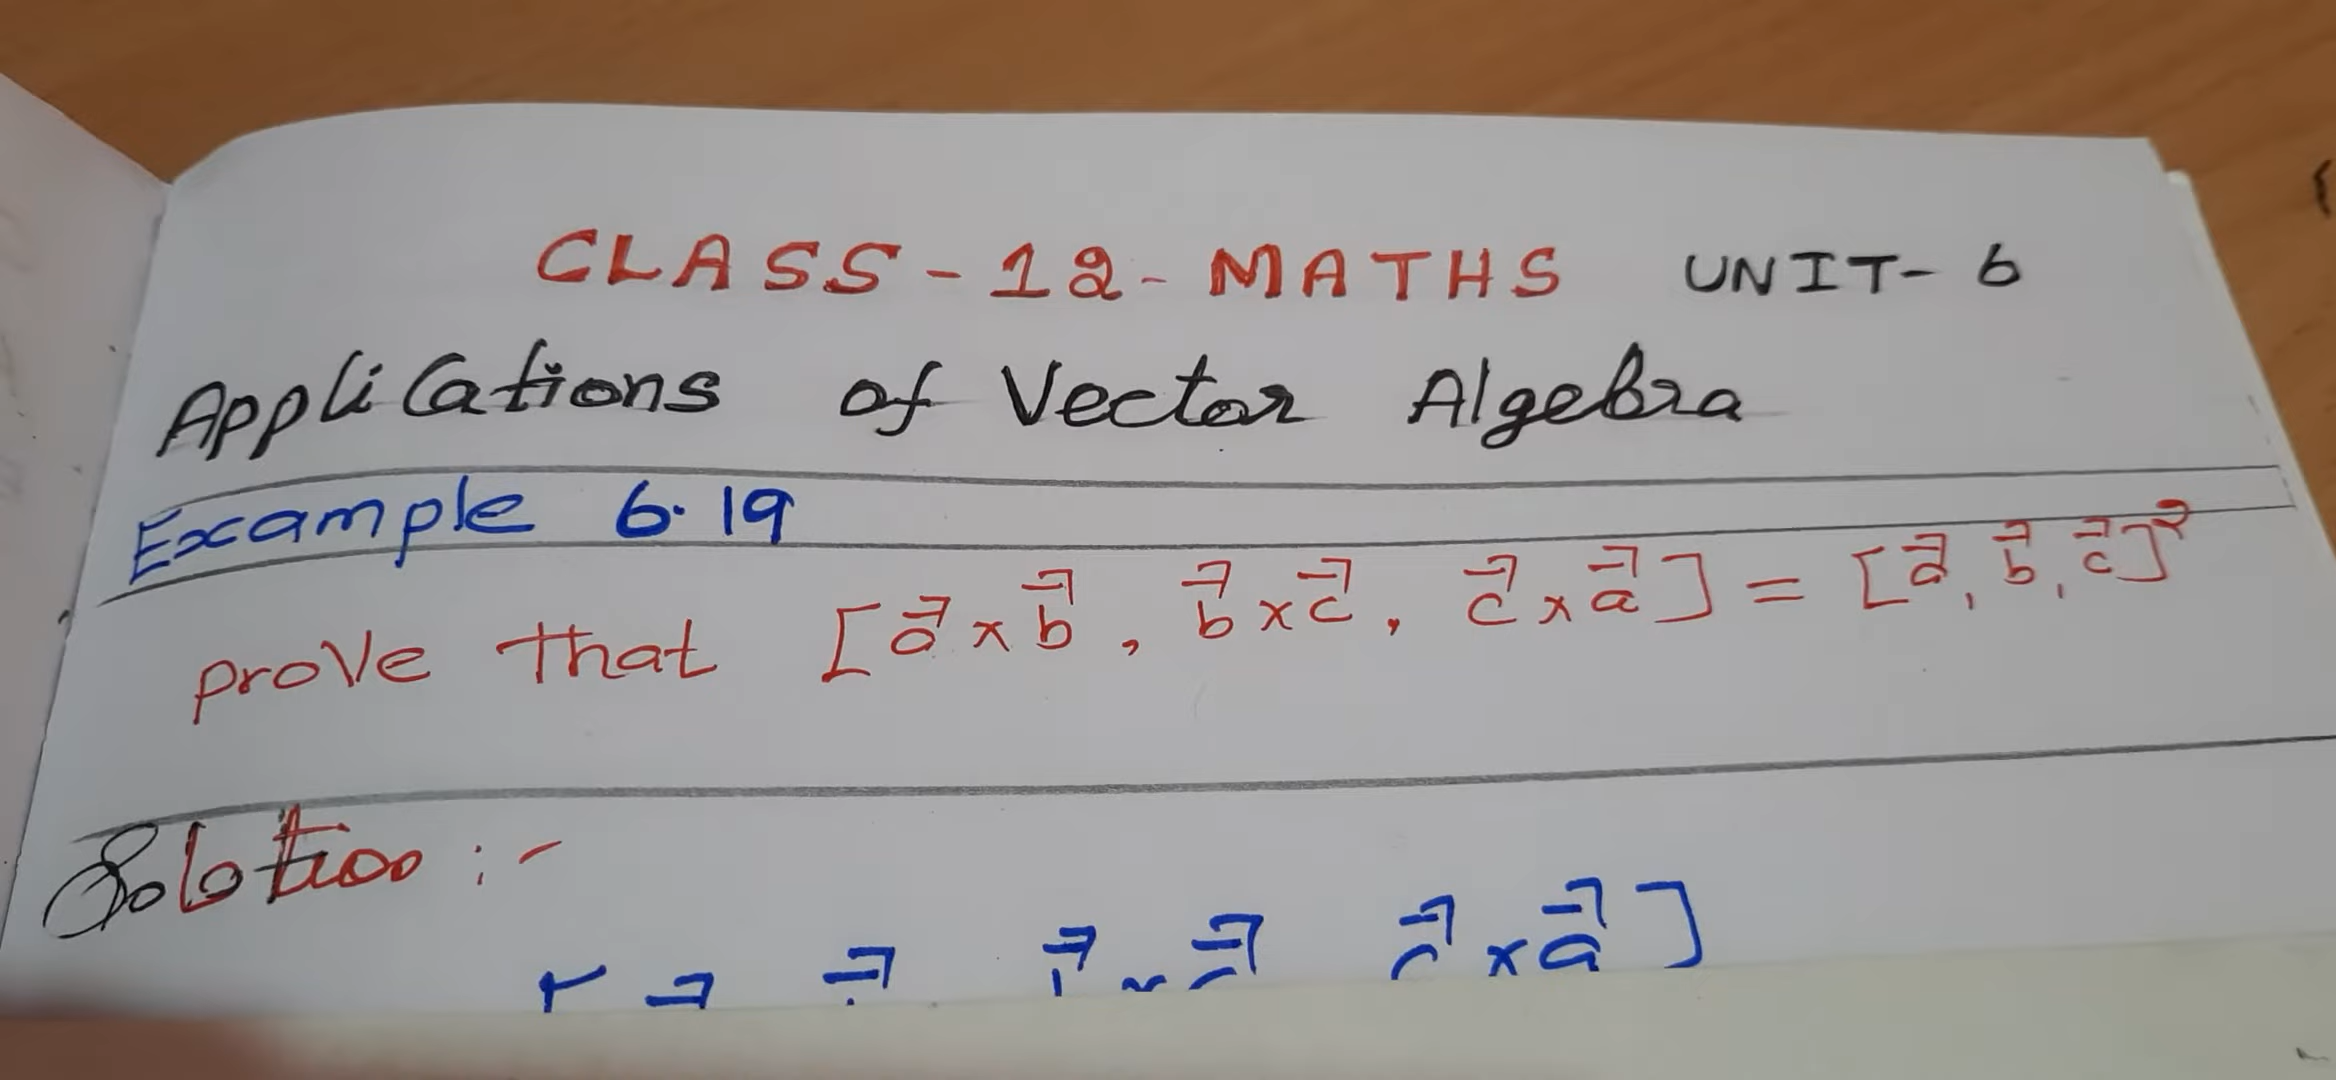 CLASS-12-MATHS UNIT-6
Applications of Vector Algebra
Example 6.19
prove that [a⃗ × b⃗, b⃗ × c⃗, c⃗ × a⃗] = [a⃗, b⃗, c⃗]²
Solution :-
c⃗ × a⃗]